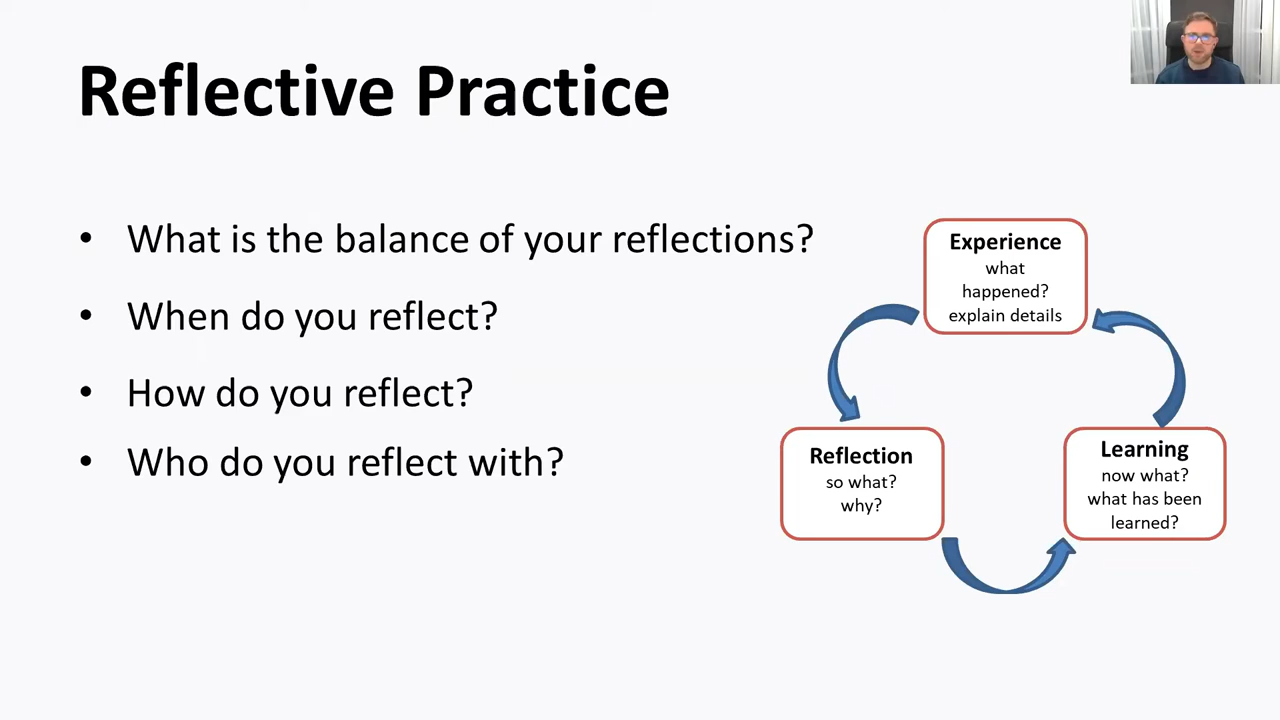 Reflective Practice
• What is the balance of your reflections?
• When do you reflect?
• How do you reflect?
• Who do you reflect with?
Experience
what
happened?
explain details
Reflection
so what?
why?
Learning
now what?
what has been
learned?